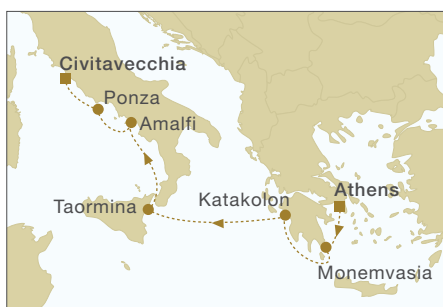 Civitavecchia
Ponza
Amalfi
Taormina
Katakolon
Athens
Monemvasia